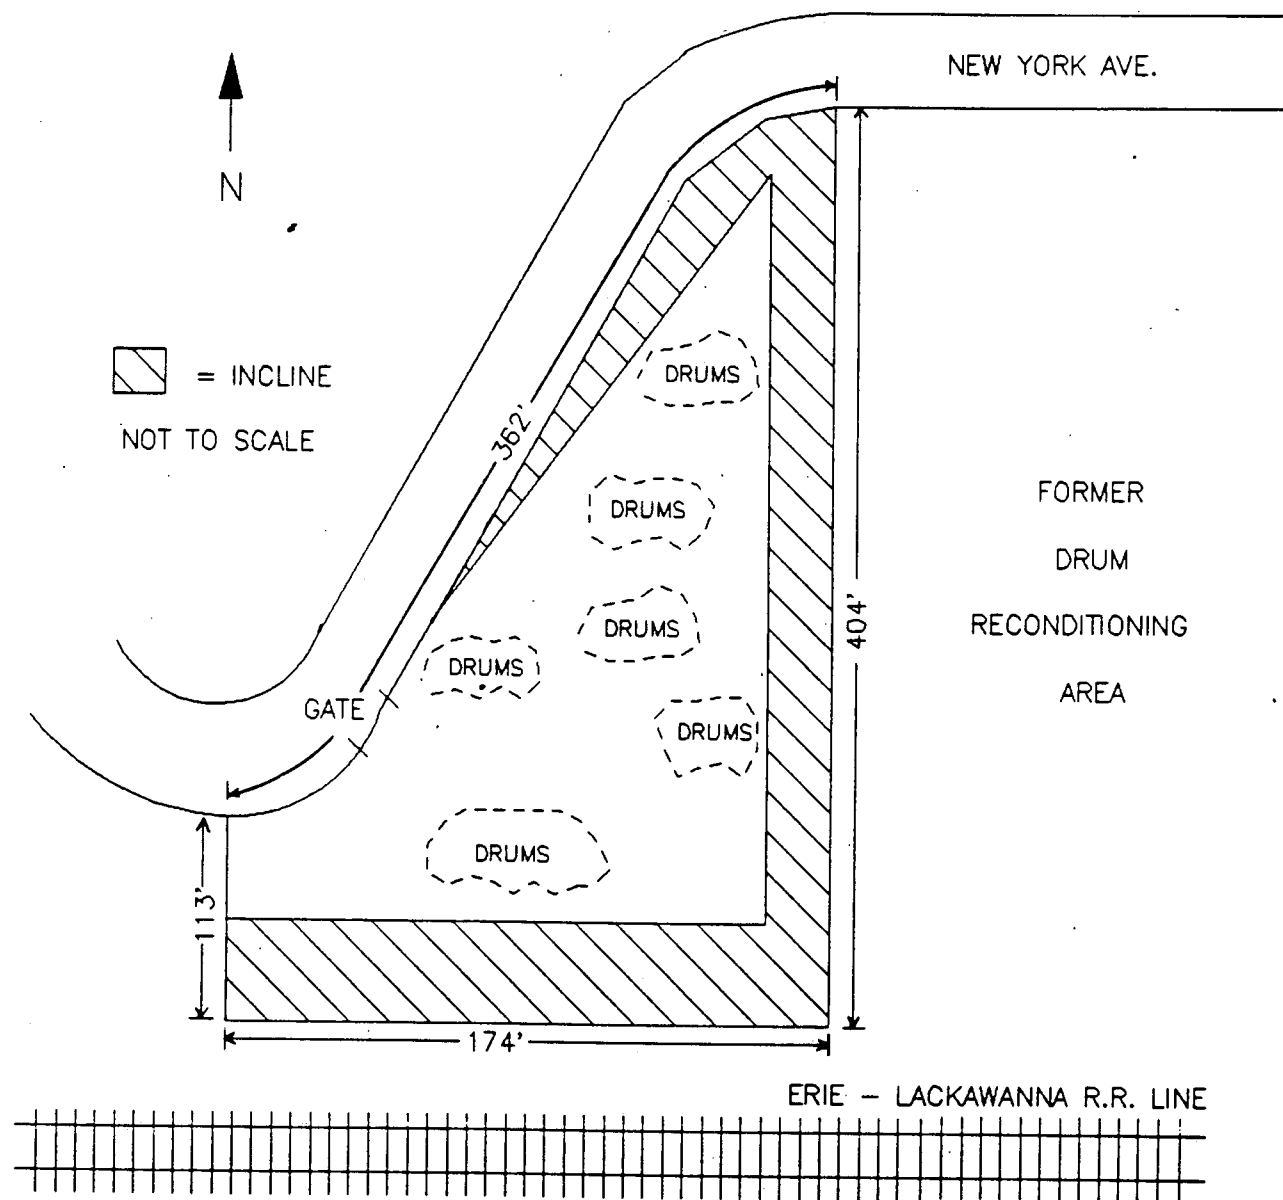 NEW YORK AVE.
N
= INCLINE
NOT TO SCALE
362'
DRUMS
DRUMS
DRUMS
DRUMS
DRUMS
DRUMS
GATE
FORMER
DRUM
RECONDITIONING
AREA
404'
113'
174'
ERIE – LACKAWANNA R.R. LINE